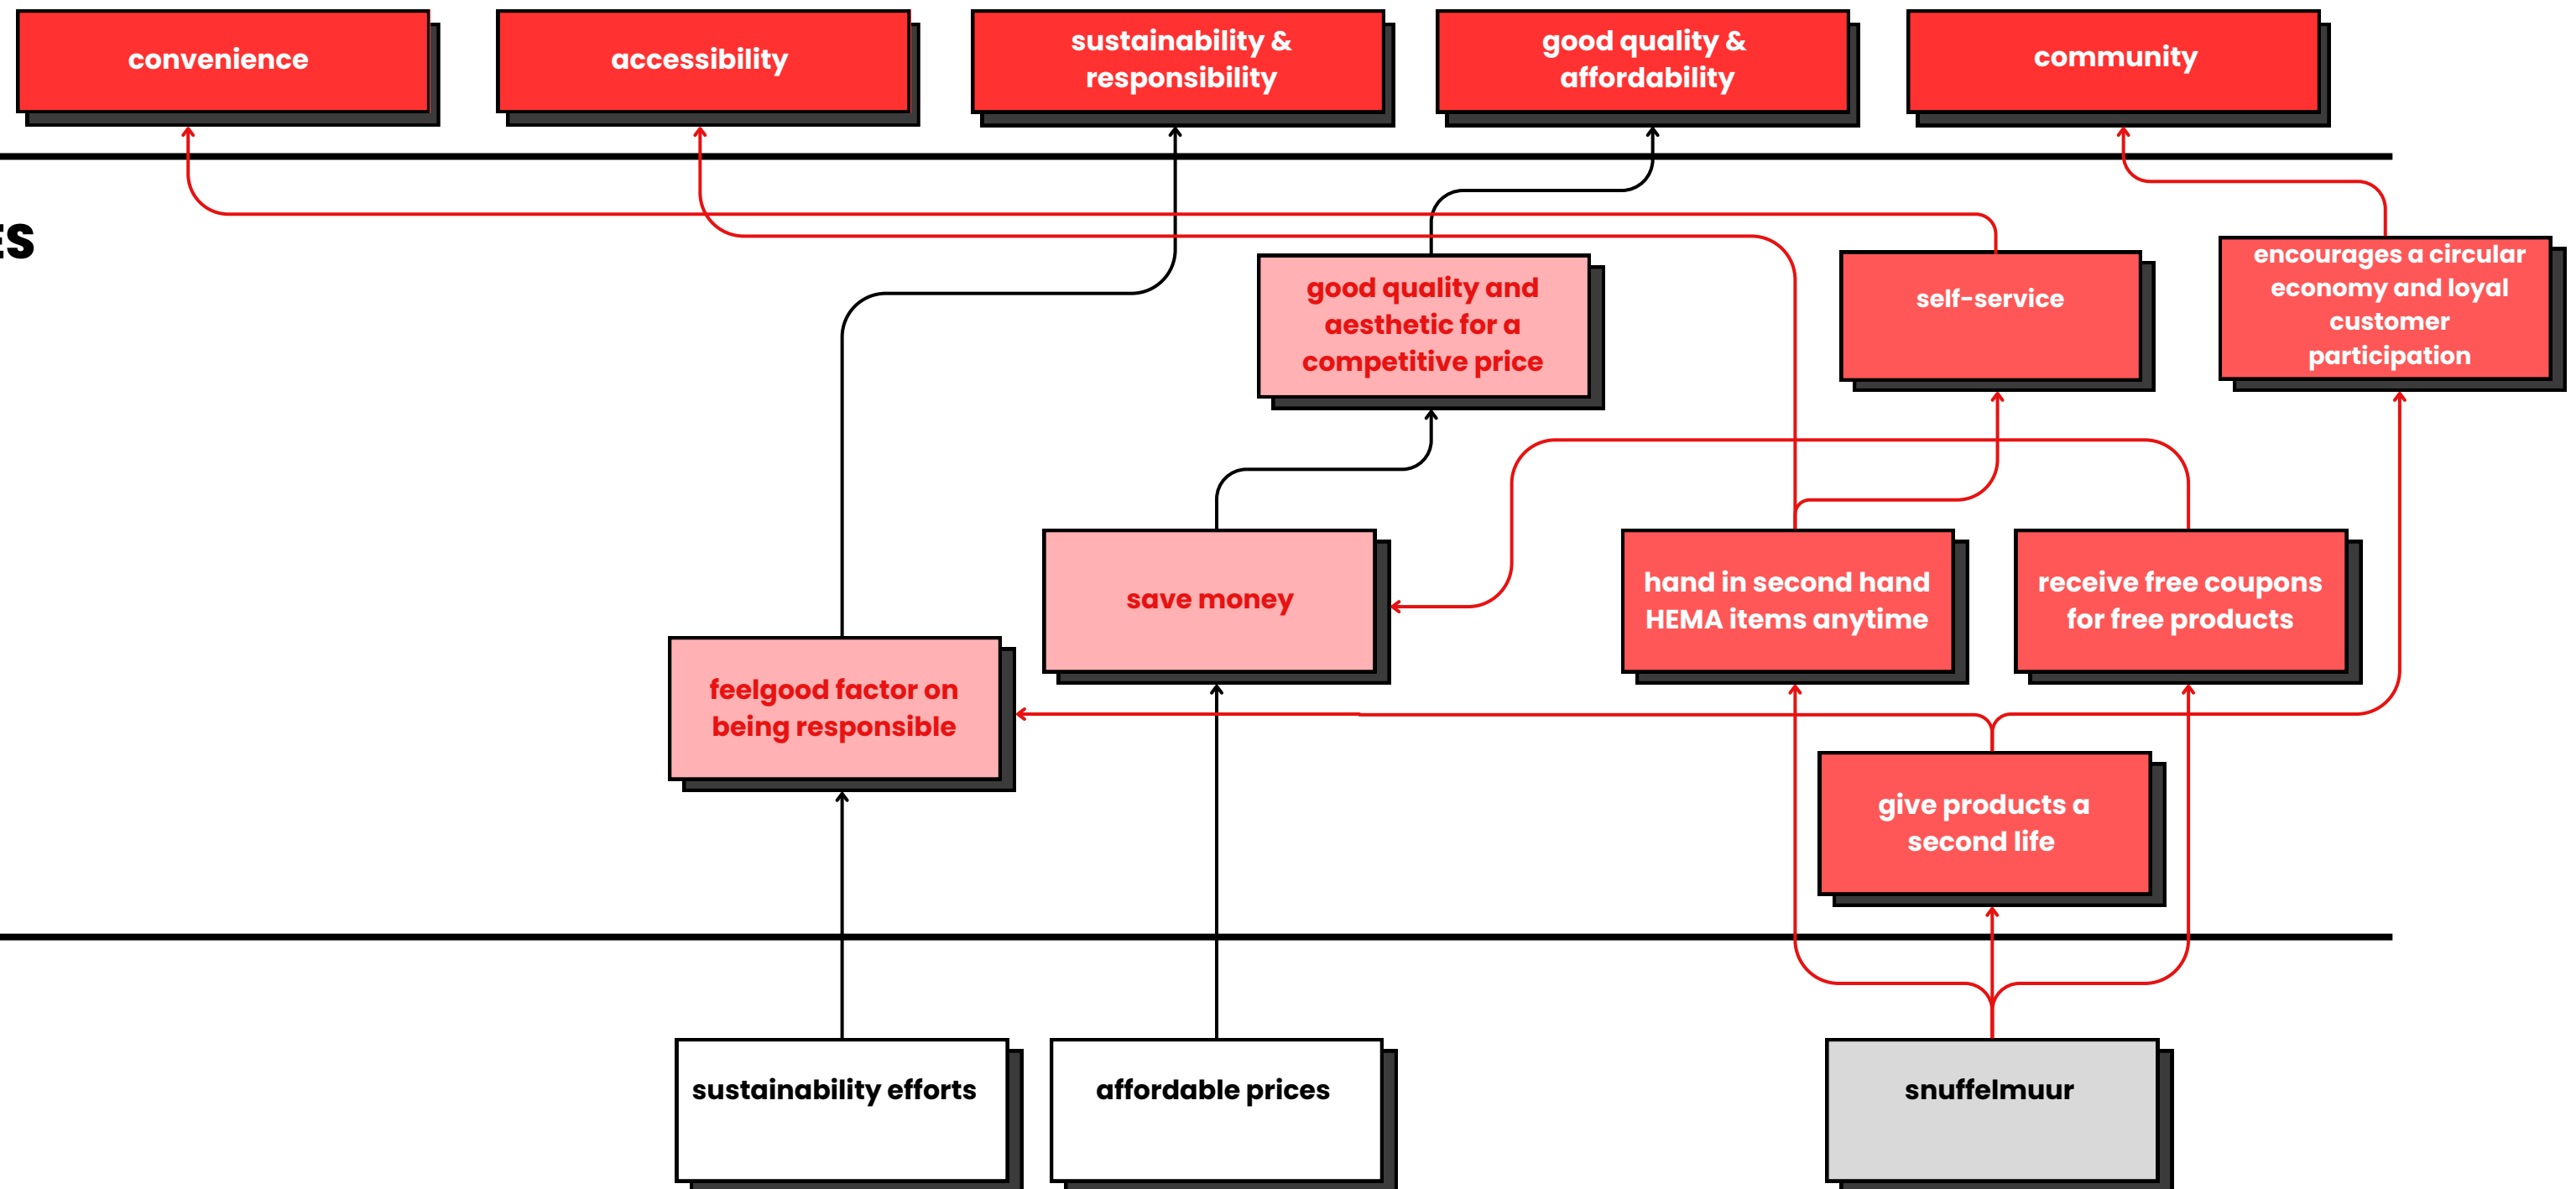 convenience
accessibility
sustainability &
responsibility
good quality &
affordability
community
ES
good quality and
aesthetic for a
competitive price
self-service
encourages a circular
economy and loyal
customer
participation
save money
hand in second hand
HEMA items anytime
receive free coupons
for free products
feelgood factor on
being responsible
give products a
second life
sustainability efforts
affordable prices
snuffelmuur